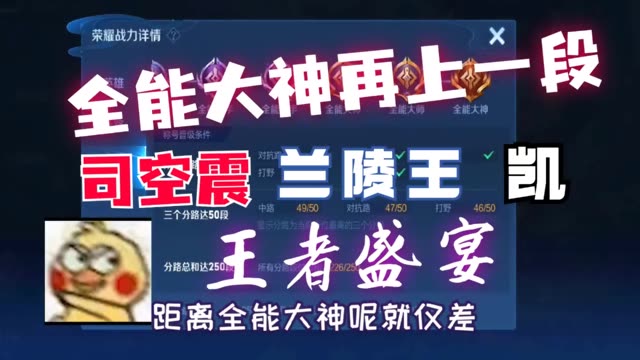 荣耀战力详情
全能大神再上一段
全能大师 全能大神
称号晋级条件
对抗路
打野
司空震 兰陵王 凯
三个分路达50段
中路 49/50 对抗路 47/50 打野 46/50
王者盛宴
分路总和达250段
距离全能大神呢就仅差